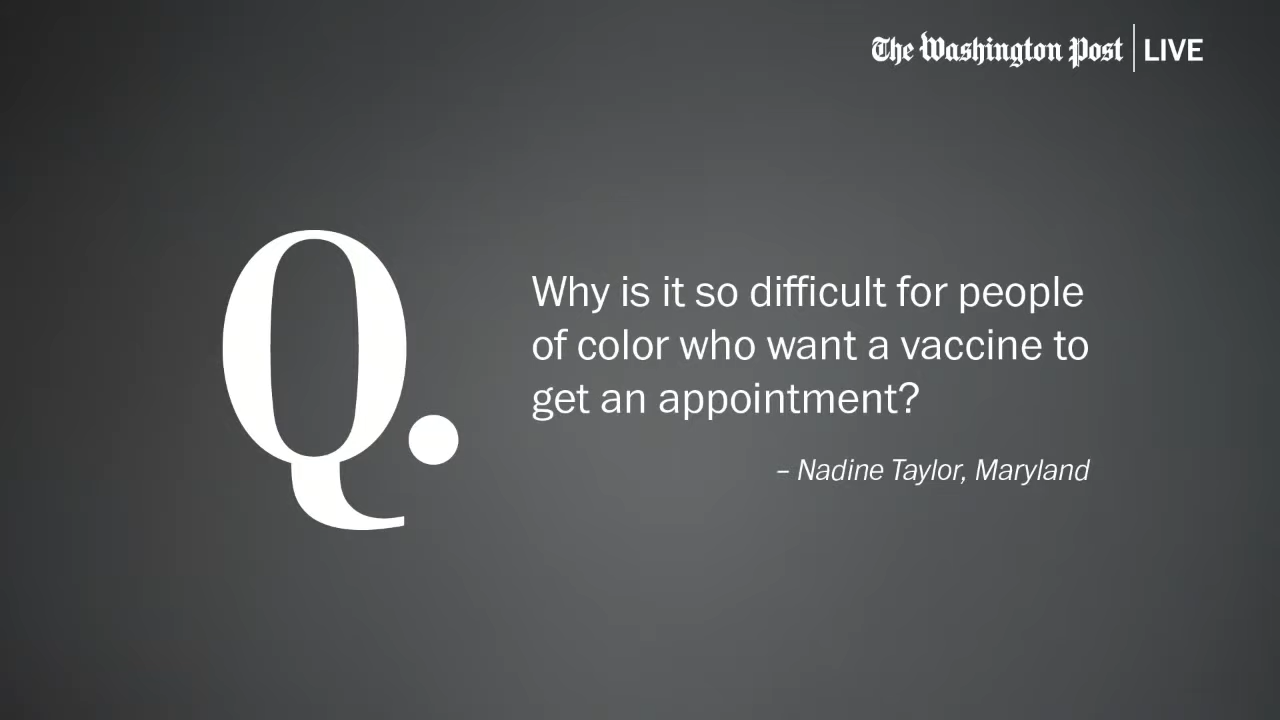 The Washington Post | LIVE
Q.
Why is it so difficult for people
of color who want a vaccine to
get an appointment?
– Nadine Taylor, Maryland